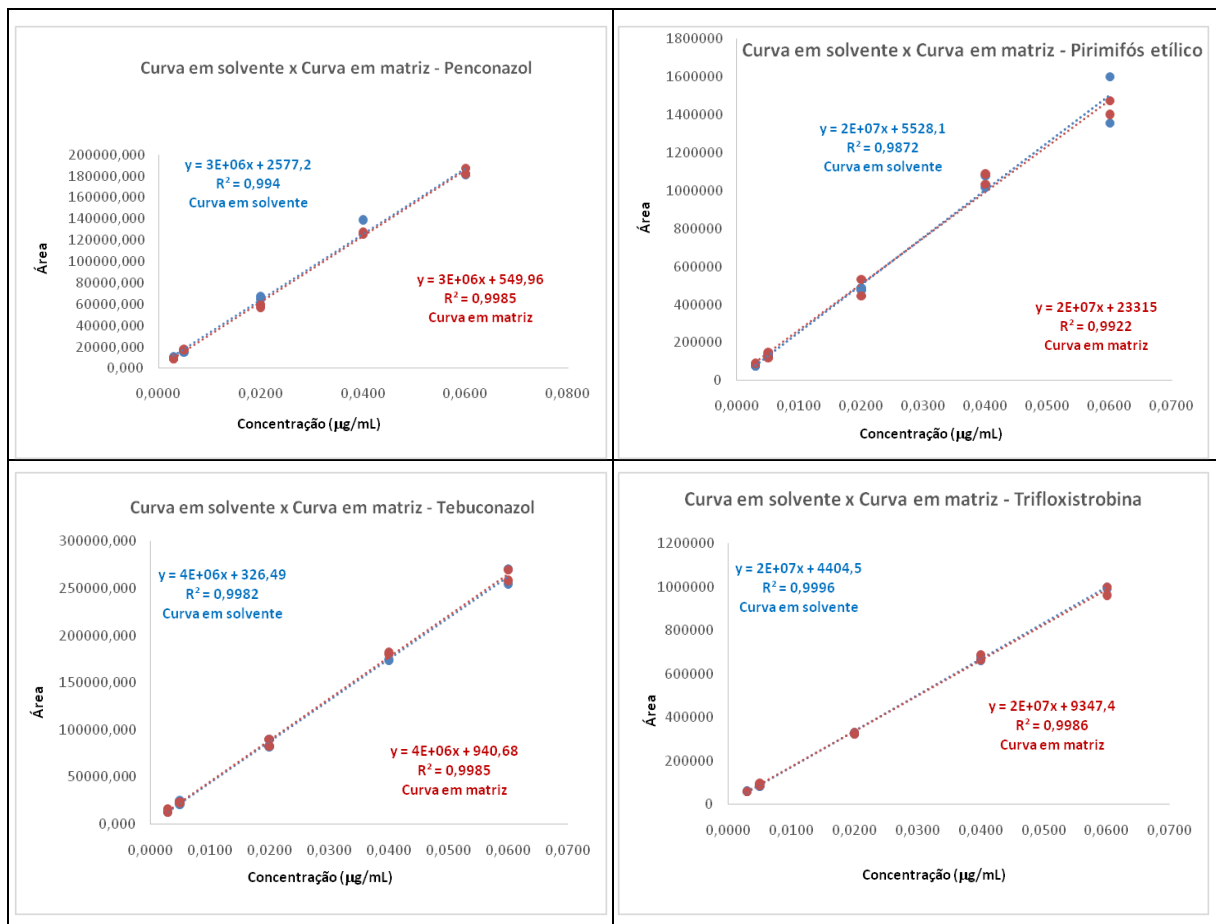 Curva em solvente x Curva em matriz - Penconazol
200000,000
180000,000
160000,000
140000,000
120000,000
100000,000
80000,000
60000,000
40000,000
20000,000
0,000
Área
y = 3E+06x + 2577,2
R² = 0,994
Curva em solvente
y = 3E+06x + 549,96
R² = 0,9985
Curva em matriz
0,0000 0,0200 0,0400 0,0600 0,0800
Concentração (µg/mL)
Curva em solvente x Curva em matriz - Pirimifós etílico
1800000
1600000
1400000
1200000
1000000
800000
600000
400000
200000
0
Área
y = 2E+07x + 5528,1
R² = 0,9872
Curva em solvente
y = 2E+07x + 23315
R² = 0,9922
Curva em matriz
0,0000 0,0100 0,0200 0,0300 0,0400 0,0500 0,0600 0,0700
Concentração (µg/mL)
Curva em solvente x Curva em matriz - Tebuconazol
300000,000
250000,000
200000,000
150000,000
100000,000
50000,000
0,000
Área
y = 4E+06x + 326,49
R² = 0,9982
Curva em solvente
y = 4E+06x + 940,68
R² = 0,9985
Curva em matriz
0,0000 0,0100 0,0200 0,0300 0,0400 0,0500 0,0600 0,0700
Concentração (µg/mL)
Curva em solvente x Curva em matriz - Trifloxistrobina
1200000
1000000
800000
600000
400000
200000
0
Área
y = 2E+07x + 4404,5
R² = 0,9996
Curva em solvente
y = 2E+07x + 9347,4
R² = 0,9986
Curva em matriz
0,0000 0,0100 0,0200 0,0300 0,0400 0,0500 0,0600 0,0700
Concentração (µg/mL)